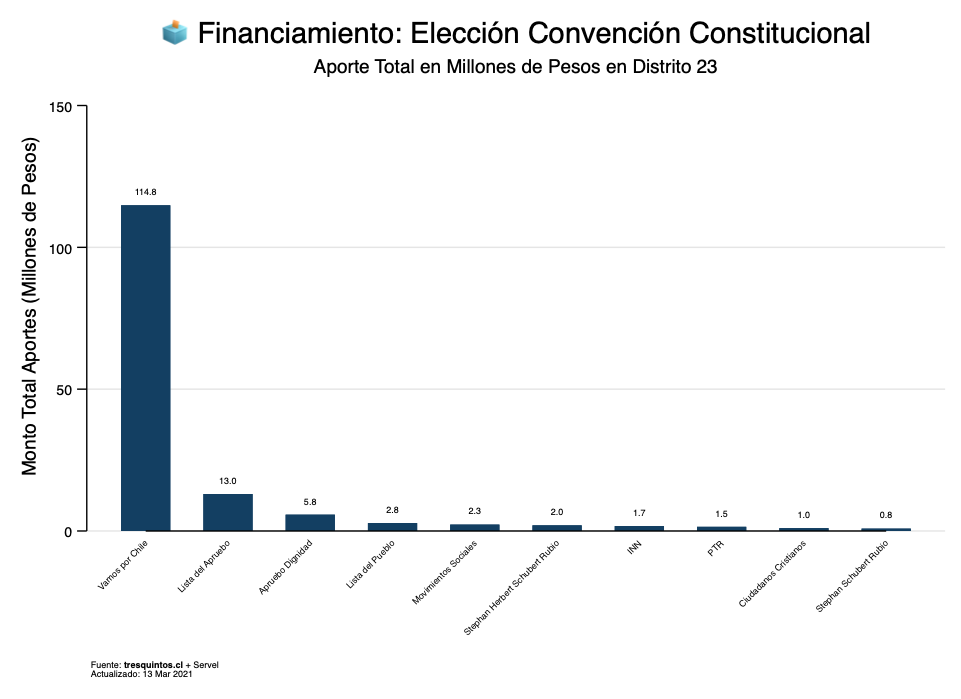 Financiamiento: Elección Convención Constitucional
Aporte Total en Millones de Pesos en Distrito 23
Monto Total Aportes (Millones de Pesos)
150
100
50
0
114.8
13.0
5.8
2.8
2.3
2.0
1.7
1.5
1.0
0.8
Vamos por Chile
Lista del Apruebo
Apruebo Dignidad
Lista del Pueblo
Movimientos Sociales
Stephan Herbert Schubert Rubio
INN
PTR
Ciudadanos Cristianos
Stephan Schubert Rubio
Fuente: tresquintos.cl + Servel
Actualizado: 13 Mar 2021